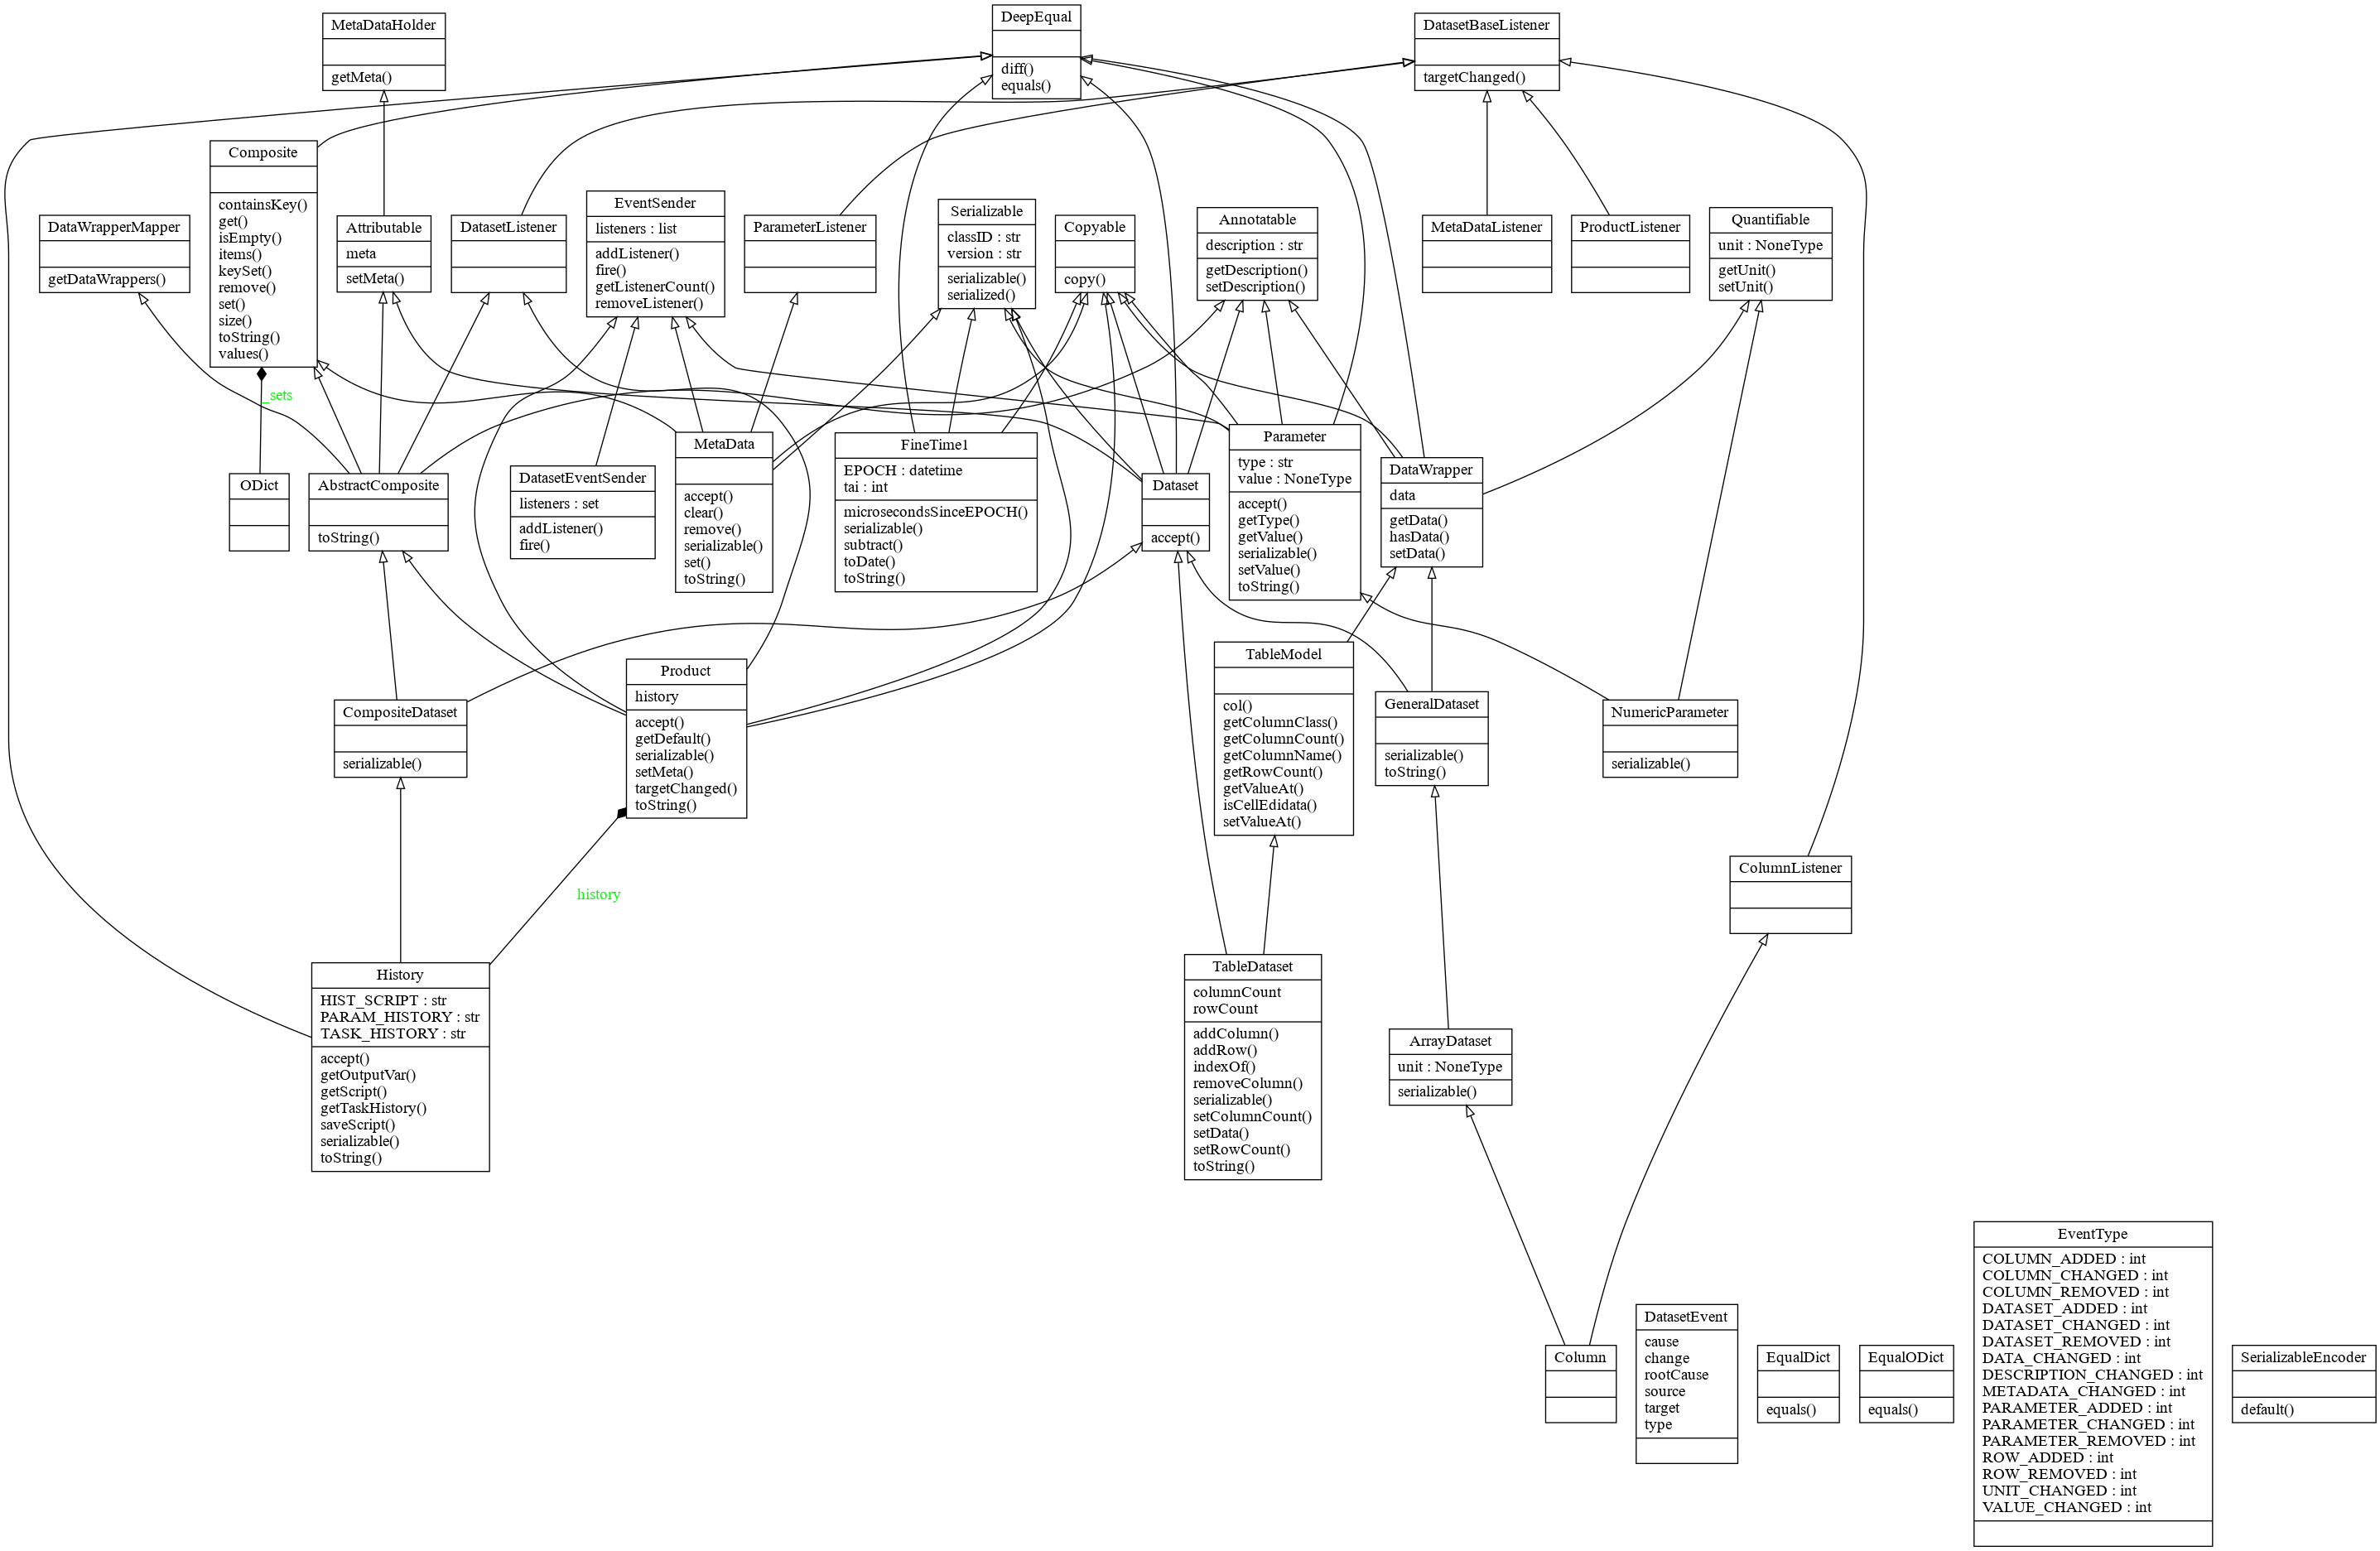 MetaDataHolder
getMeta()
DeepEqual
diff()
equals()
DatasetBaseListener
targetChanged()
DataWrapperMapper
getDataWrappers()
Composite
containsKey()
get()
isEmpty()
items()
keySet()
remove()
set()
size()
toString()
values()
Attributable
meta
setMeta()
DatasetListener
EventSender
listeners : list
addListener()
fire()
getListenerCount()
removeListener()
ParameterListener
Serializable
classID : str
version : str
serializable()
serialized()
Copyable
copy()
Annotatable
description : str
getDescription()
setDescription()
MetaDataListener
ProductListener
Quantifiable
unit : NoneType
getUnit()
setUnit()
_sets
ODict
AbstractComposite
toString()
DatasetEventSender
listeners : set
addListener()
fire()
MetaData
accept()
clear()
remove()
serializable()
set()
toString()
FineTime1
EPOCH : datetime
tai : int
microsecondsSinceEPOCH()
serializable()
subtract()
toDate()
toString()
Dataset
accept()
Parameter
type : str
value : NoneType
accept()
getType()
getValue()
serializable()
setValue()
toString()
DataWrapper
data
getData()
hasData()
setData()
CompositeDataset
serializable()
Product
history
accept()
getDefault()
serializable()
setMeta()
targetChanged()
toString()
TableModel
col()
getColumnClass()
getColumnCount()
getColumnName()
getRowCount()
getValueAt()
isCellEdidata()
setValueAt()
GeneralDataset
serializable()
toString()
NumericParameter
serializable()
history
ColumnListener
History
HIST_SCRIPT : str
PARAM_HISTORY : str
TASK_HISTORY : str
accept()
getOutputVar()
getScript()
getTaskHistory()
saveScript()
serializable()
toString()
TableDataset
columnCount
rowCount
addColumn()
addRow()
indexOf()
removeColumn()
serializable()
setColumnCount()
setData()
setRowCount()
toString()
ArrayDataset
unit : NoneType
serializable()
Column
DatasetEvent
cause
change
rootCause
source
target
type
EqualDict
equals()
EqualODict
equals()
EventType
COLUMN_ADDED : int
COLUMN_CHANGED : int
COLUMN_REMOVED : int
DATASET_ADDED : int
DATASET_CHANGED : int
DATASET_REMOVED : int
DATA_CHANGED : int
DESCRIPTION_CHANGED : int
METADATA_CHANGED : int
PARAMETER_ADDED : int
PARAMETER_CHANGED : int
PARAMETER_REMOVED : int
ROW_ADDED : int
ROW_REMOVED : int
UNIT_CHANGED : int
VALUE_CHANGED : int
SerializableEncoder
default()